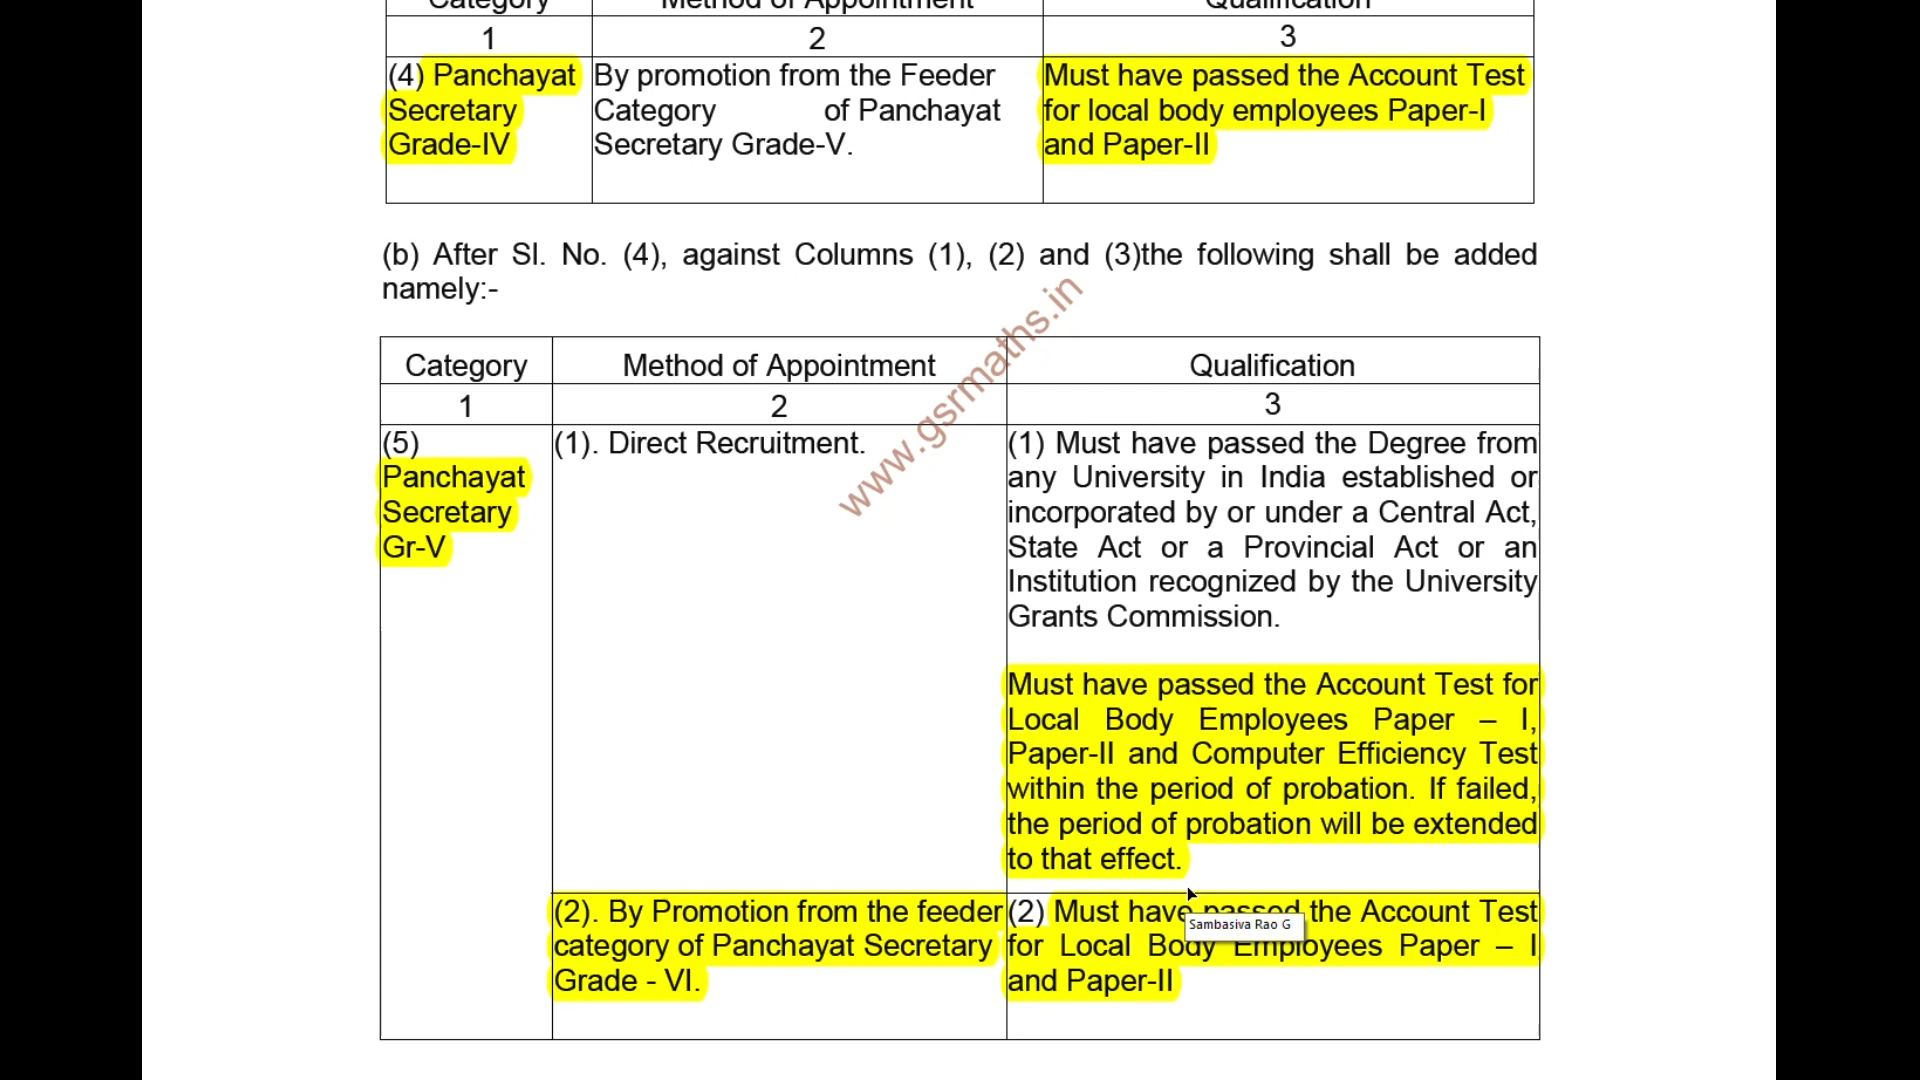 Category Method of Appointment Qualification
1 2 3
(4) Panchayat Secretary Grade-IV
By promotion from the Feeder
Category of Panchayat
Secretary Grade-V.
Must have passed the Account Test
for local body employees Paper-I
and Paper-II
(b) After SI. No. (4), against Columns (1), (2) and (3)the following shall be added
namely:-
www.gsrmaths.in
Category Method of Appointment Qualification
1 2 3
(5)
Panchayat
Secretary
Gr-V
(1). Direct Recruitment.
(1) Must have passed the Degree from
any University in India established or
incorporated by or under a Central Act,
State Act or a Provincial Act or an
Institution recognized by the University
Grants Commission.
Must have passed the Account Test for
Local Body Employees Paper – I,
Paper-II and Computer Efficiency Test
within the period of probation. If failed,
the period of probation will be extended
to that effect.
(2). By Promotion from the feeder
category of Panchayat Secretary
Grade - VI.
(2) Must have passed the Account Test
for Local Body Employees Paper – I
and Paper-II
Sambasiva Rao G